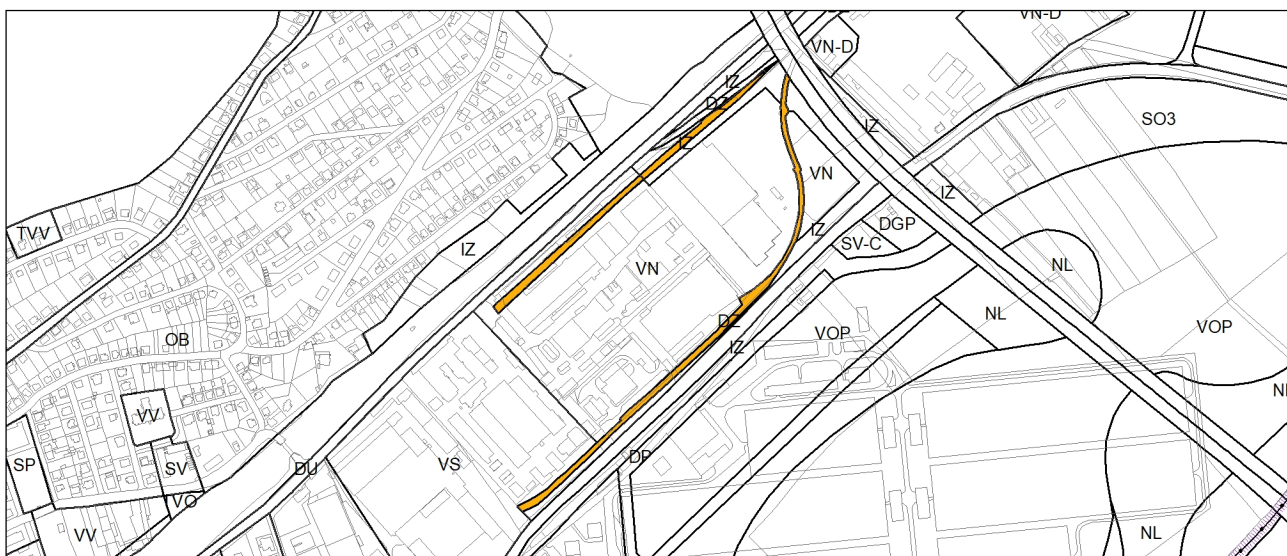 VN-D
VN-D
IZ
DZ
SO3
IZ
IZ
VN
IZ
TVV
DGP
IZ
SV-C
IZ
NL
VN
NL
DZ
VOP
VOP
OB
IZ
VV
SP
SV
VS
DP
DU
VV
NL